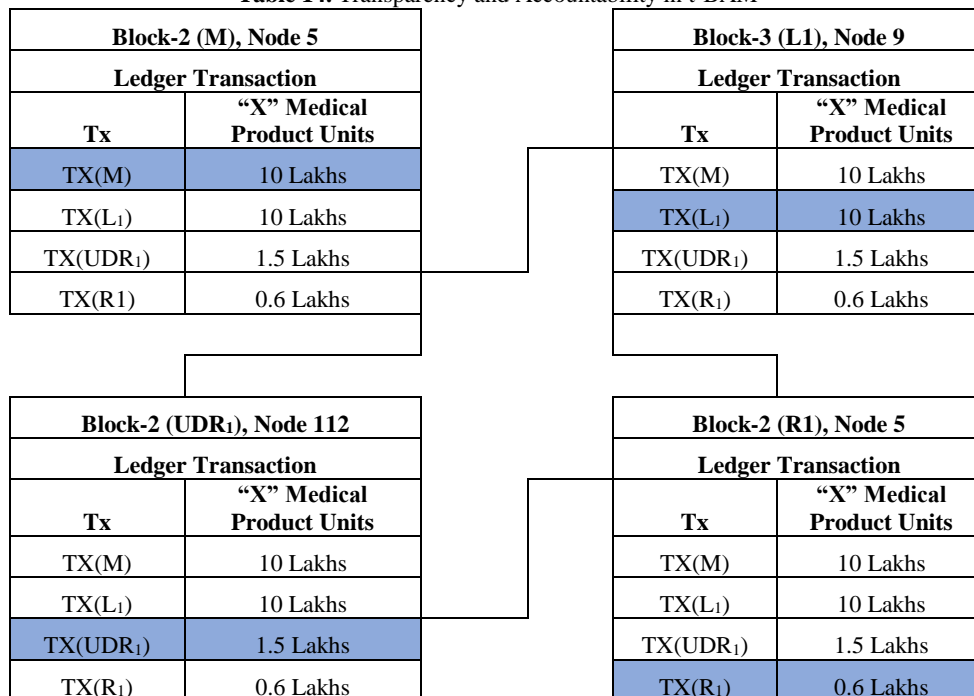 Table 14: Transparency and Accountability in t-BAM
Block-2 (M), Node 5
Ledger Transaction
Tx “X” Medical Product Units
TX(M) 10 Lakhs
TX(L₁) 10 Lakhs
TX(UDR₁) 1.5 Lakhs
TX(R1) 0.6 Lakhs
Block-3 (L1), Node 9
Ledger Transaction
Tx “X” Medical Product Units
TX(M) 10 Lakhs
TX(L₁) 10 Lakhs
TX(UDR₁) 1.5 Lakhs
TX(R₁) 0.6 Lakhs
Block-2 (UDR₁), Node 112
Ledger Transaction
Tx “X” Medical Product Units
TX(M) 10 Lakhs
TX(L₁) 10 Lakhs
TX(UDR₁) 1.5 Lakhs
TX(R₁) 0.6 Lakhs
Block-2 (R1), Node 5
Ledger Transaction
Tx “X” Medical Product Units
TX(M) 10 Lakhs
TX(L₁) 10 Lakhs
TX(UDR₁) 1.5 Lakhs
TX(R₁) 0.6 Lakhs